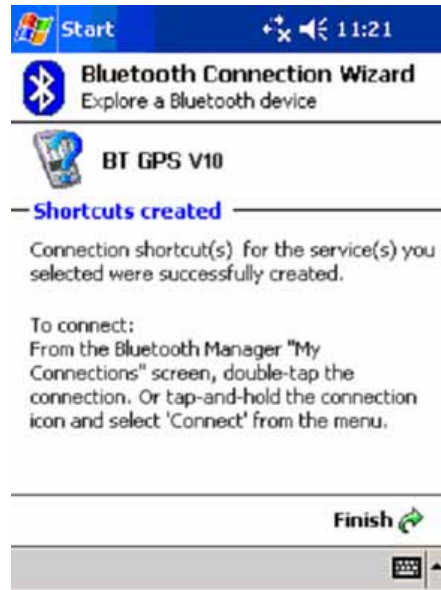 Start 11:21
Bluetooth Connection Wizard
Explore a Bluetooth device
BT GPS V10
Shortcuts created
Connection shortcut(s) for the service(s) you
selected were successfully created.
To connect:
From the Bluetooth Manager "My
Connections" screen, double-tap the
connection. Or tap-and-hold the connection
icon and select 'Connect' from the menu.
Finish